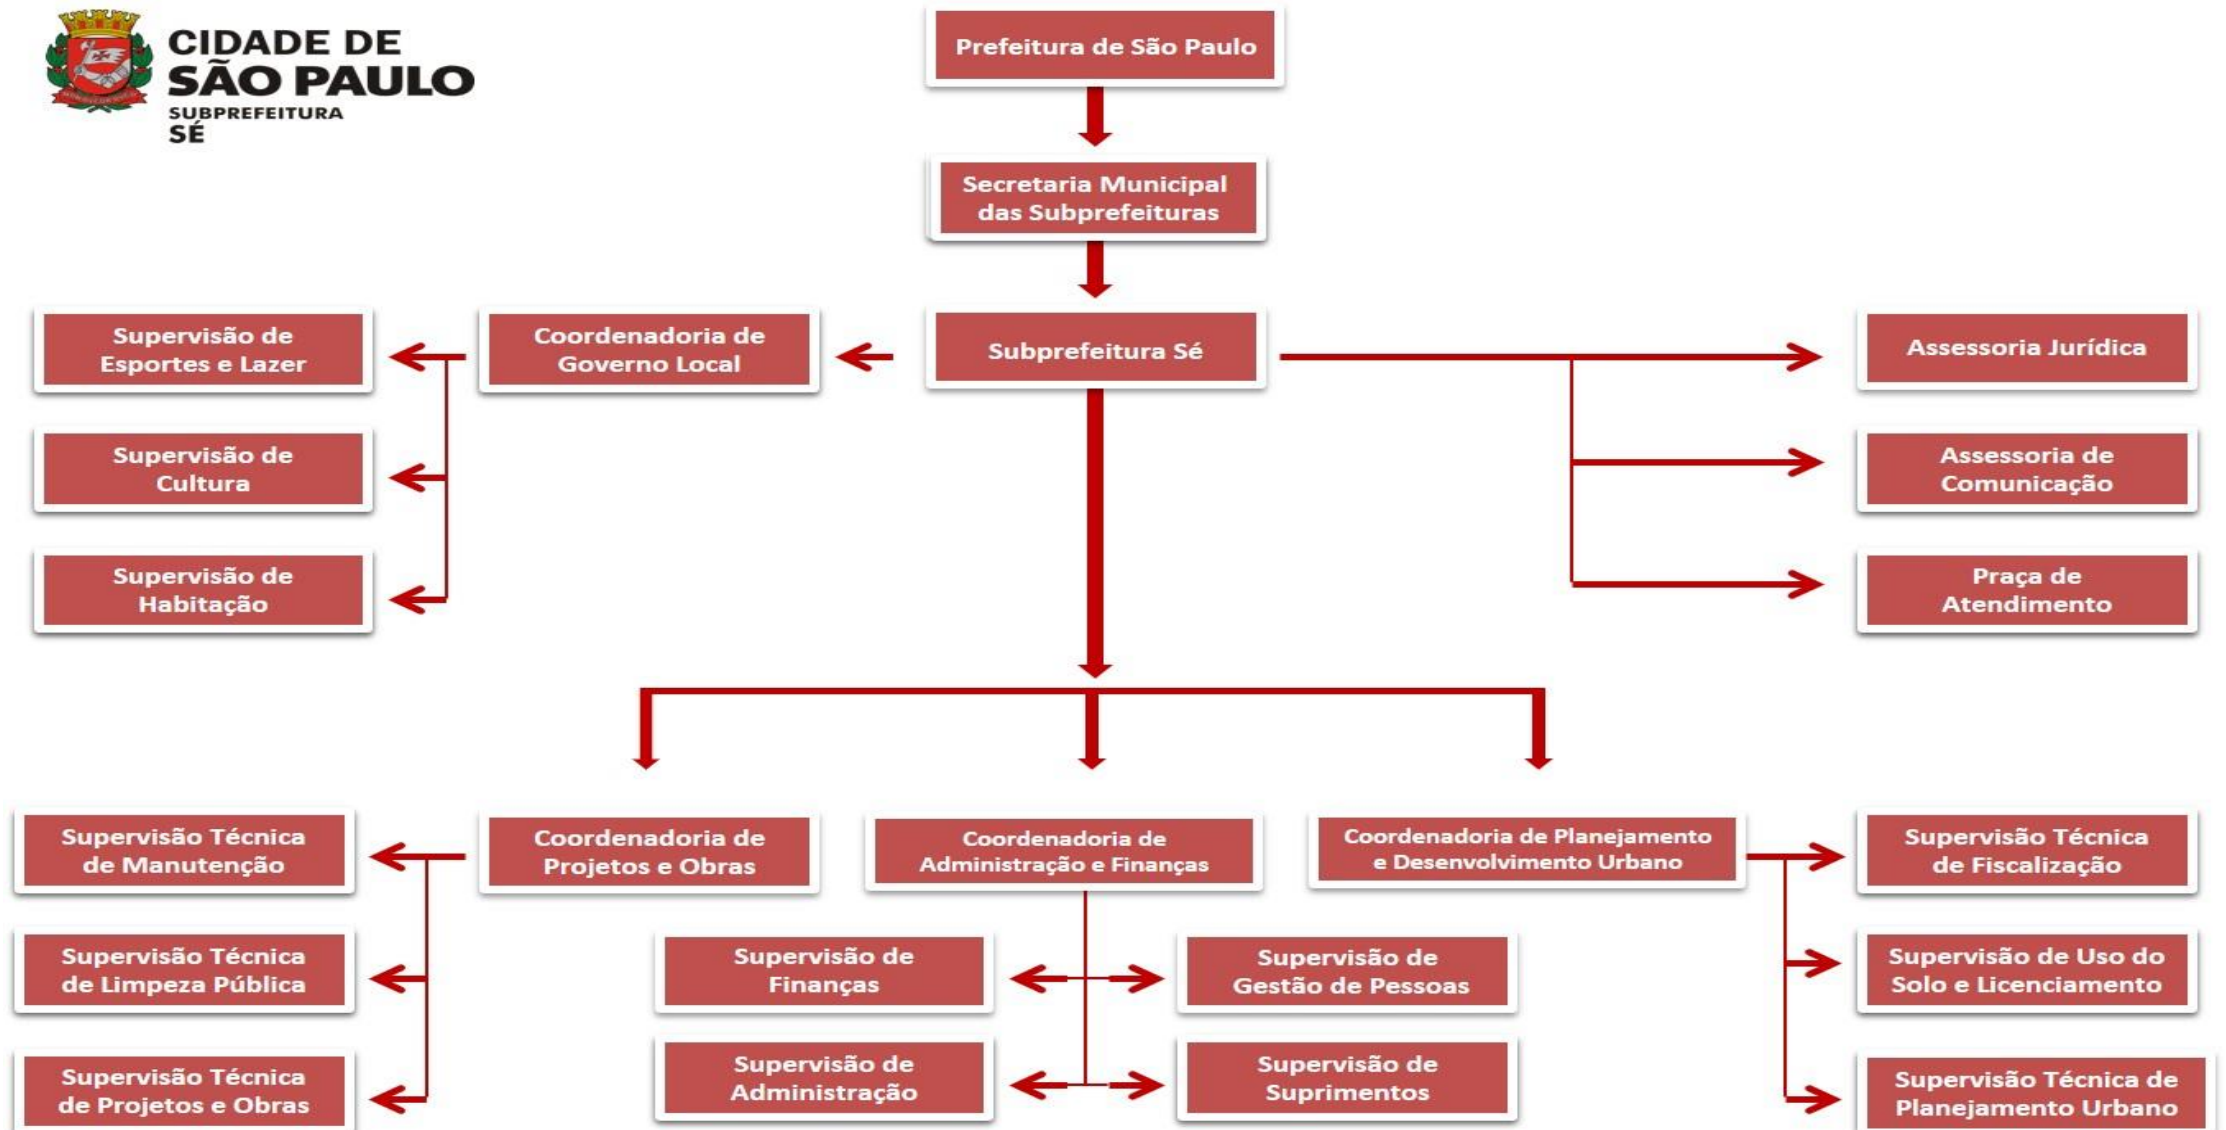 CIDADE DE
SÃO PAULO
SUBPREFEITURA
SÉ
Prefeitura de São Paulo
Secretaria Municipal
das Subprefeituras
Supervisão de
Esportes e Lazer
Coordenadoria de
Governo Local
Subprefeitura Sé
Assessoria Jurídica
Supervisão de
Cultura
Assessoria de
Comunicação
Supervisão de
Habitação
Praça de
Atendimento
Supervisão Técnica
de Manutenção
Coordenadoria de
Projetos e Obras
Coordenadoria de
Administração e Finanças
Coordenadoria de Planejamento
e Desenvolvimento Urbano
Supervisão Técnica
de Fiscalização
Supervisão Técnica
de Limpeza Pública
Supervisão de
Finanças
Supervisão de
Gestão de Pessoas
Supervisão de Uso do
Solo e Licenciamento
Supervisão Técnica
de Projetos e Obras
Supervisão de
Administração
Supervisão de
Suprimentos
Supervisão Técnica de
Planejamento Urbano